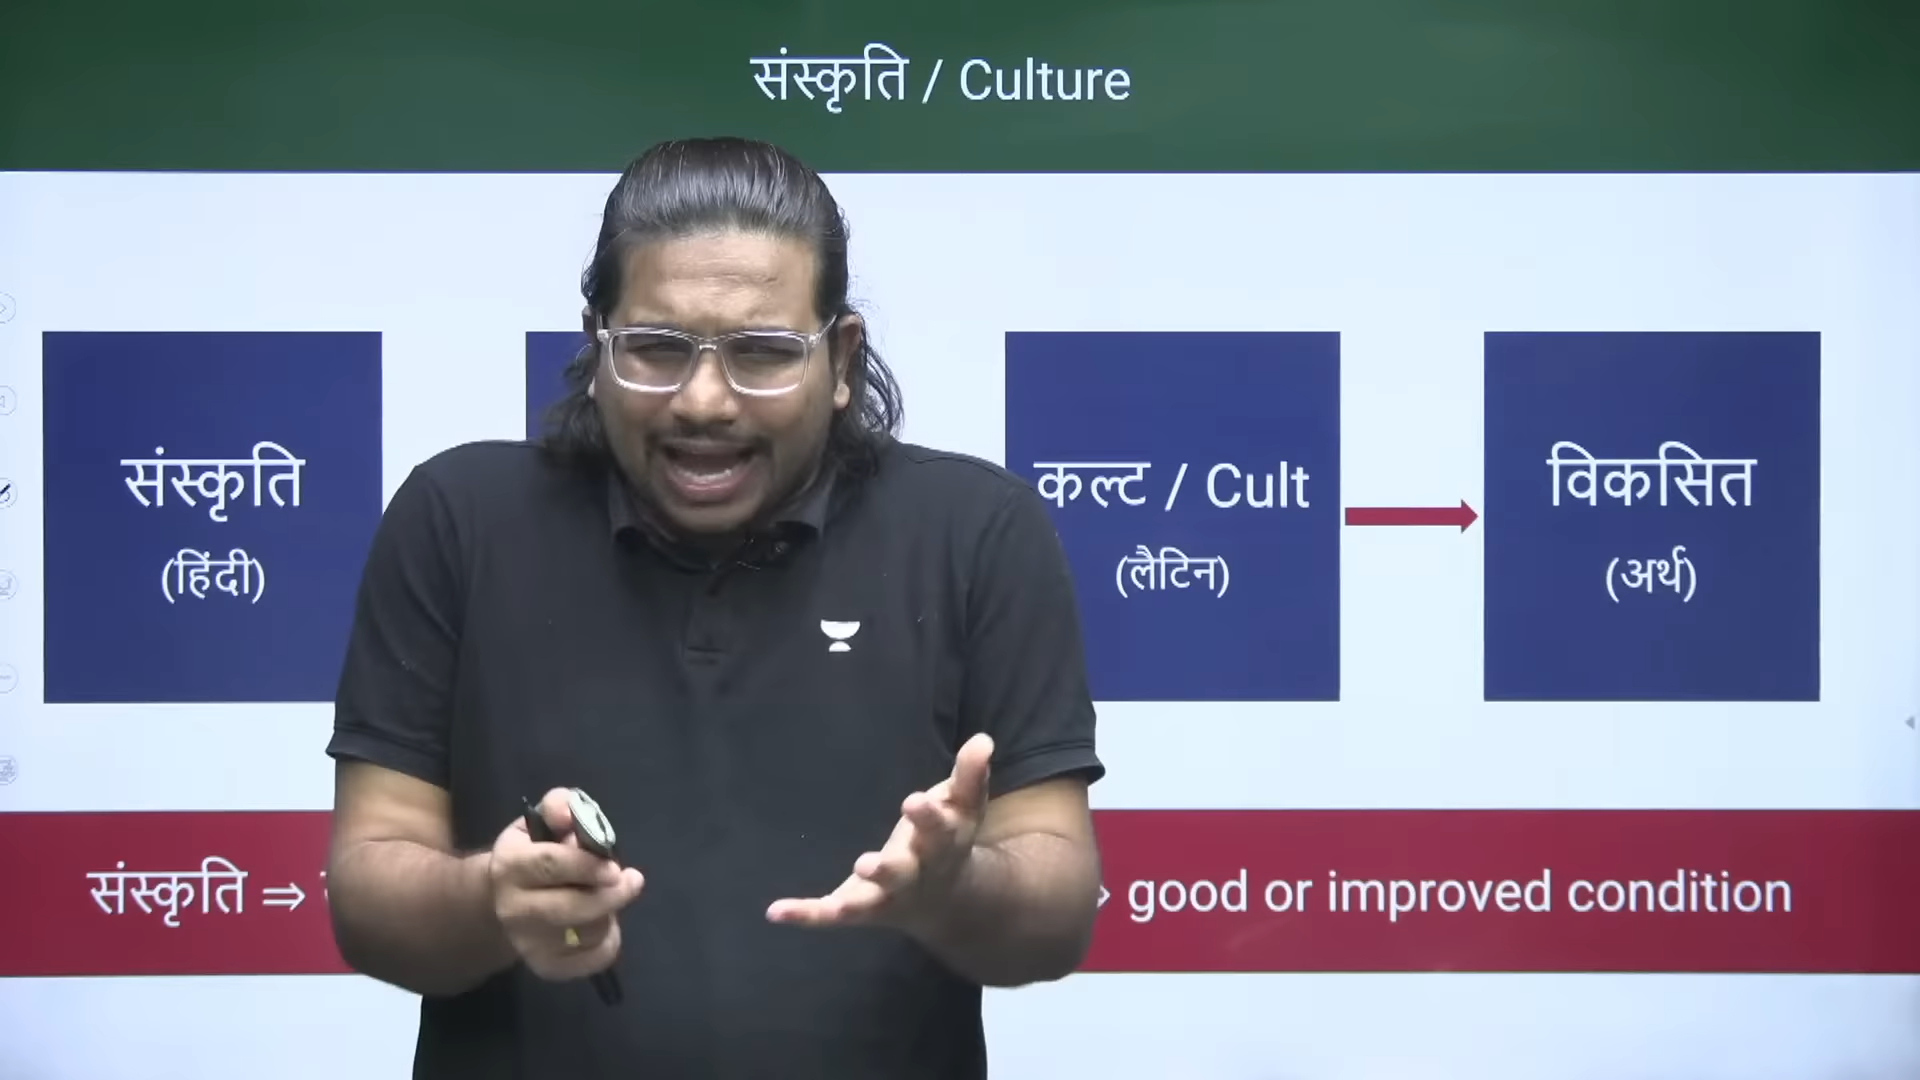 संस्कृति / Culture
संस्कृति
(हिंदी)
कल्ट / Cult
(लैटिन)
विकसित
(अर्थ)
संस्कृति ⇒
good or improved condition